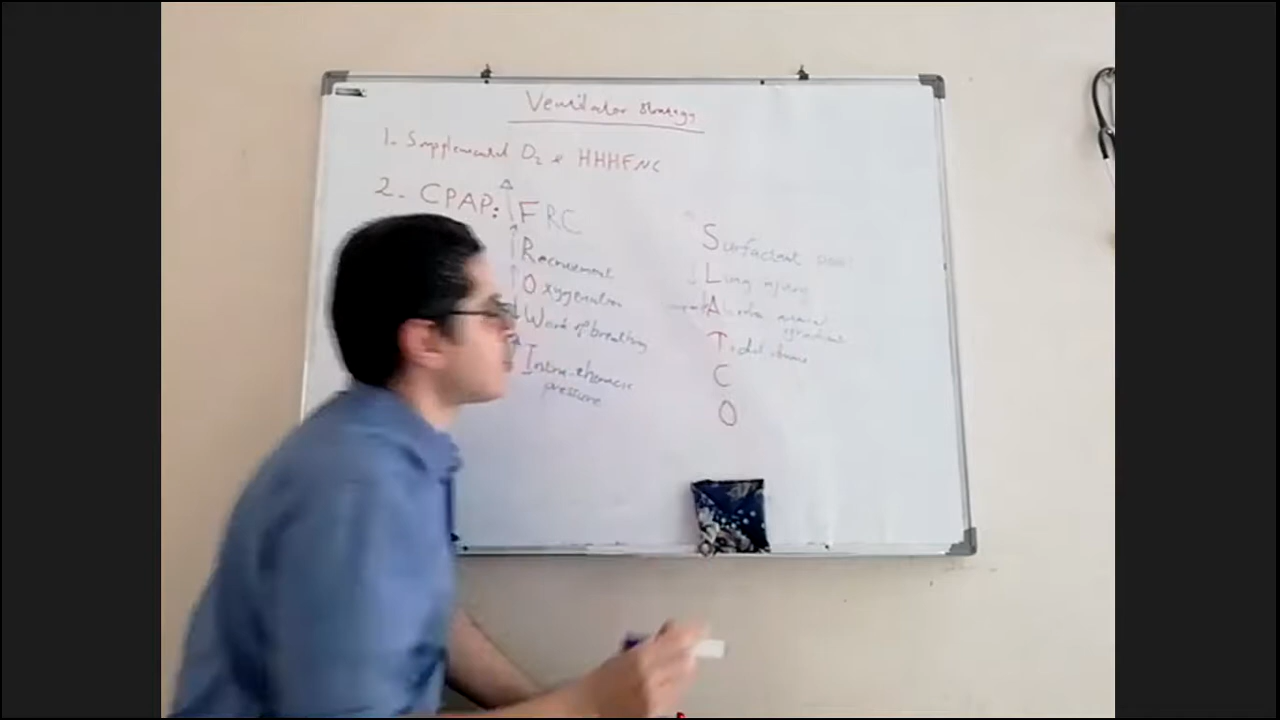 Ventilator strategy
1. Supplemental O2 & HHHFNC
2. CPAP: ↑ FRC
↑ Recruitment
↑ Oxygenation
↓ Work of breathing
↑ Intra-thoracic
pressure
Surfactant
↓ Lung injury
A
gradient
Tidal volume
C
O